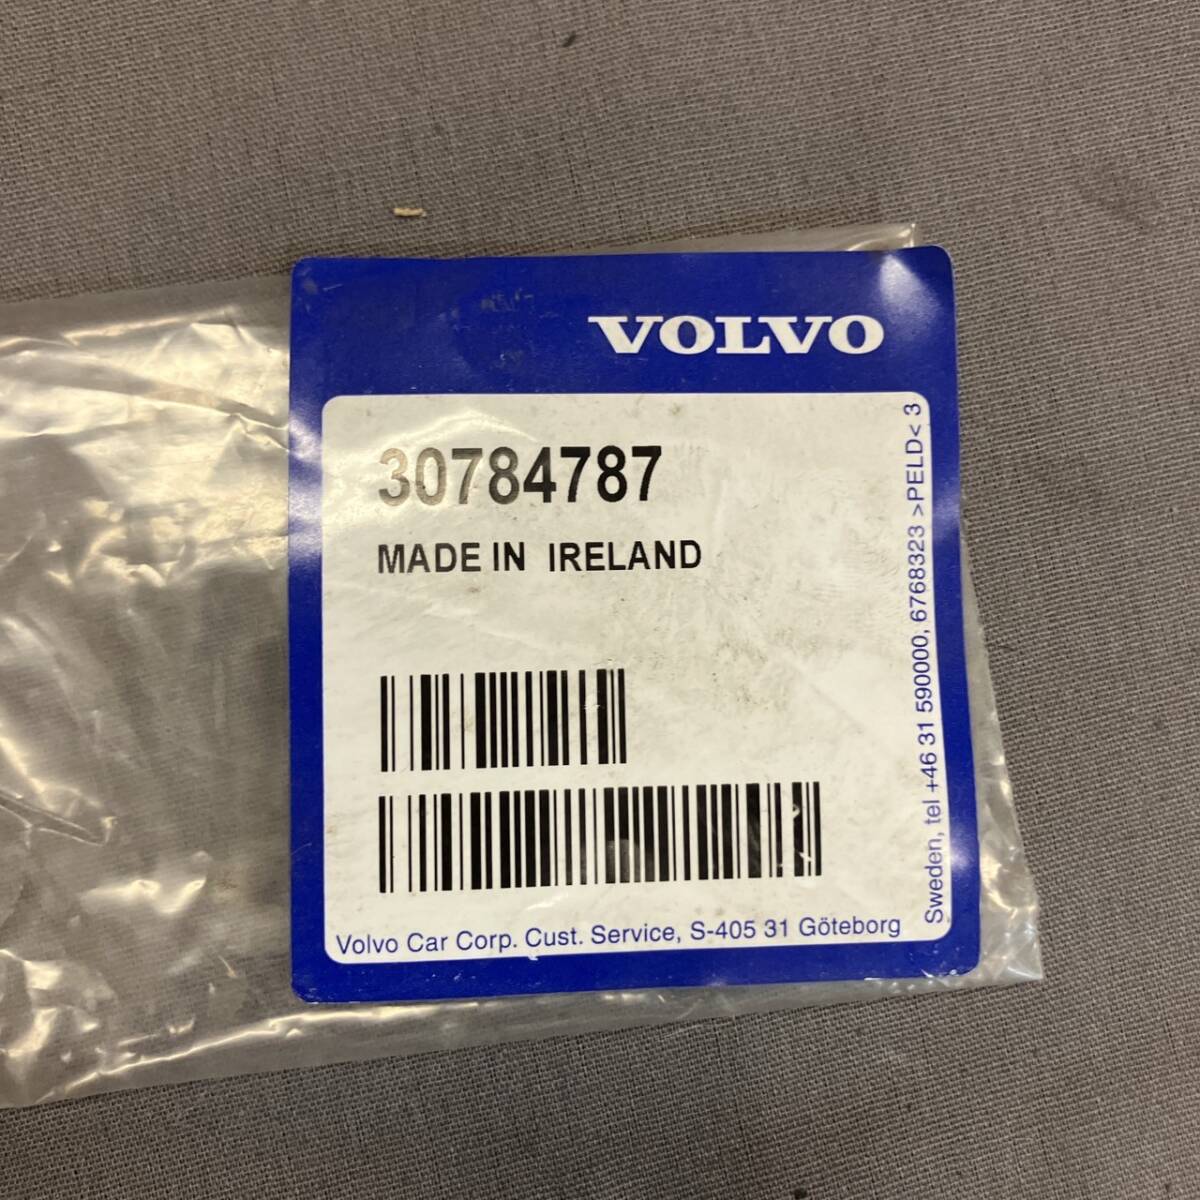 VOLVO
30784787
MADE IN IRELAND
Volvo Car Corp. Cust. Service, S-405 31 Göteborg
Sweden, tel +46 31 590000, 6768323 >PELD< 3